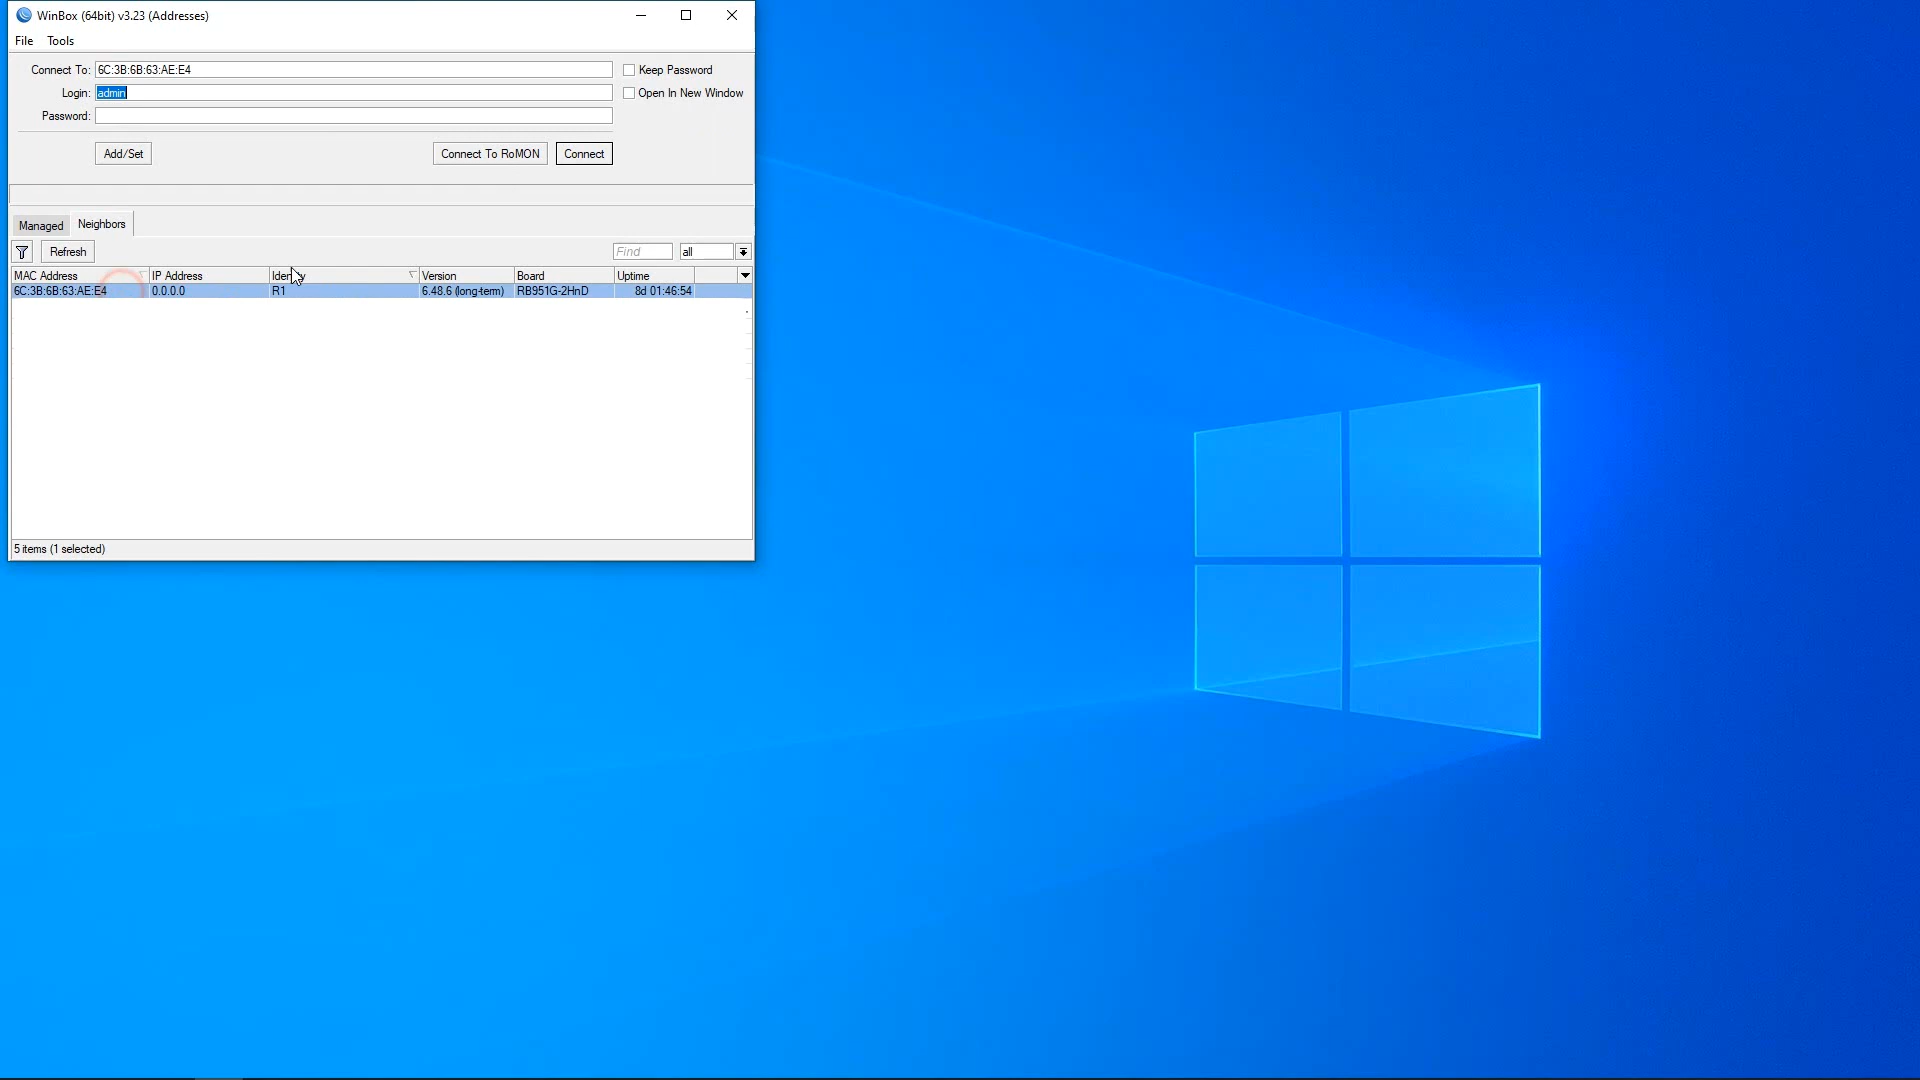 WinBox (64bit) v3.23 (Addresses)
File Tools
Connect To: 6C:3B:6B:63:AE:E4 Keep Password
Login: admin Open In New Window
Password:
Add/Set Connect To RoMON Connect
Managed Neighbors
Refresh Find all
MAC Address IP Address Identity Version Board Uptime
6C:3B:6B:63:AE:E4 0.0.0.0 R1 6.48.6 (long-term) RB951G-2HnD 8d 01:46:54
5 items (1 selected)